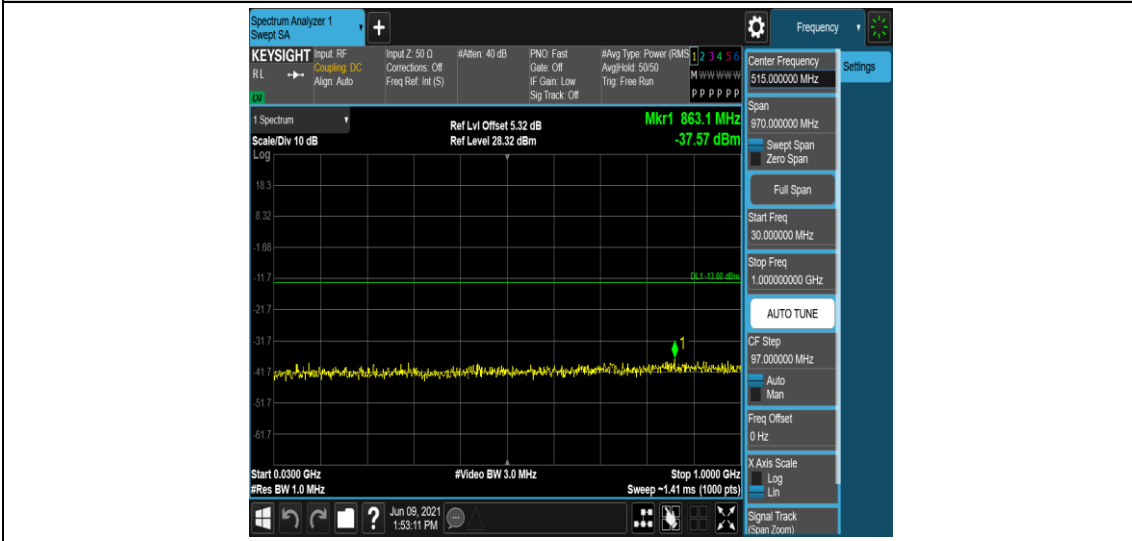 Spectrum Analyzer 1
Swept SA
+
Frequency
KEYSIGHT
R L
Input: RF
Coupling: DC
Align: Auto
Input Z: 50 Ω
Corrections: Off
Freq Ref: Int (S)
#Atten: 40 dB
PNO: Fast
Gate: Off
IF Gain: Low
Sig Track: Off
#Avg Type: Power (RMS
Avg|Hold: 50/50
Trig: Free Run
1 2 3 4 5 6
M W W W W W
P P P P P P
1 Spectrum
Scale/Div 10 dB
Log
Ref Lvl Offset 5.32 dB
Ref Level 28.32 dBm
Mkr1 863.1 MHz
-37.57 dBm
18.3
8.32
-1.68
-11.7
-21.7
-31.7
-41.7
-51.7
-61.7
DL1 -13.00 dBm
1
Start 0.0300 GHz
#Res BW 1.0 MHz
#Video BW 3.0 MHz
Stop 1.0000 GHz
Sweep ~1.41 ms (1000 pts)
?
Jun 09, 2021
1:53:11 PM
Center Frequency
515.000000 MHz
Settings
Span
970.000000 MHz
Swept Span
Zero Span
Full Span
Start Freq
30.000000 MHz
Stop Freq
1.000000000 GHz
AUTO TUNE
CF Step
97.000000 MHz
Auto
Man
Freq Offset
0 Hz
X Axis Scale
Log
Lin
Signal Track
(Span Zoom)